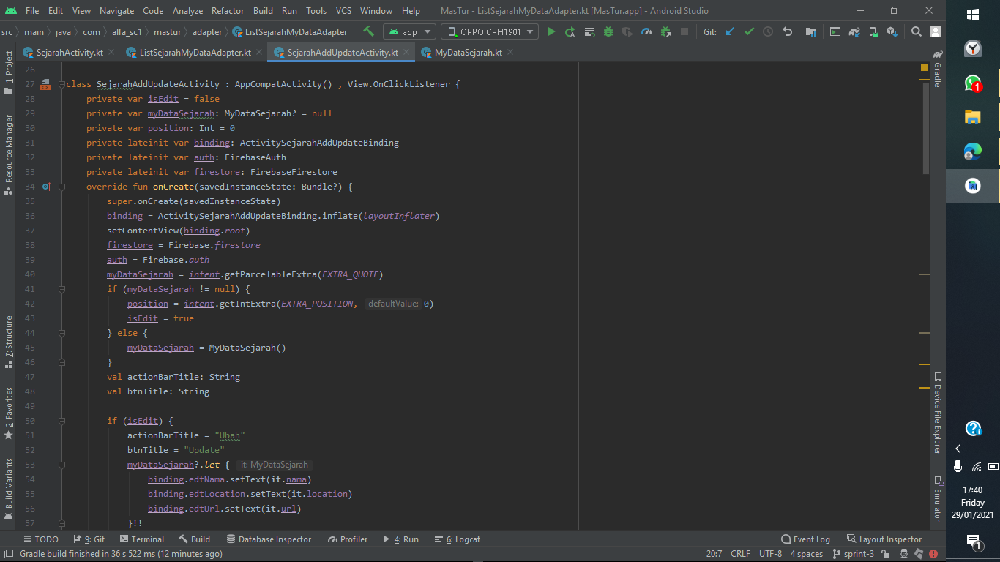 File Edit View Navigate Code Analyze Refactor Build Run Tools VCS Window Help MasTur - ListSejarahMyDataAdapter.kt [MasTur.app] - Android Studio
src main java com alfa_sc1 mastur adapter ListSejarahMyDataAdapter app OPPO CPH1901 Git:
SejarahActivity.kt ListSejarahMyDataAdapter.kt SejarahAddUpdateActivity.kt MyDataSejarah.kt
1: Project
Resource Manager
7: Structure
2: Favorites
Build Variants
26
27 class SejarahAddUpdateActivity : AppCompatActivity() , View.OnClickListener {
28 private var isEdit = false
29 private var myDataSejarah: MyDataSejarah? = null
30 private var position: Int = 0
31 private lateinit var binding: ActivitySejarahAddUpdateBinding
32 private lateinit var auth: FirebaseAuth
33 private lateinit var firestore: FirebaseFirestore
34 override fun onCreate(savedInstanceState: Bundle?) {
35 super.onCreate(savedInstanceState)
36 binding = ActivitySejarahAddUpdateBinding.inflate(layoutInflater)
37 setContentView(binding.root)
38 firestore = Firebase.firestore
39 auth = Firebase.auth
40 myDataSejarah = intent.getParcelableExtra(EXTRA_QUOTE)
41 if (myDataSejarah != null) {
42 position = intent.getIntExtra(EXTRA_POSITION, defaultValue: 0)
43 isEdit = true
44 } else {
45 myDataSejarah = MyDataSejarah()
46 }
47 val actionBarTitle: String
48 val btnTitle: String
49
50 if (isEdit) {
51 actionBarTitle = "Ubah"
52 btnTitle = "Update"
53 myDataSejarah?.let { it: MyDataSejarah
54 binding.edtNama.setText(it.nama)
55 binding.edtLocation.setText(it.location)
56 binding.edtUrl.setText(it.url)
57 }!!
Gradle
Device File Explorer
Emulator
TODO 9: Git Terminal Build Database Inspector Profiler 4: Run 6: Logcat Event Log Layout Inspector
Gradle build finished in 36 s 522 ms (12 minutes ago) 20:7 CRLF UTF-8 4 spaces sprint-3
1
17:40
Friday
29/01/2021
1